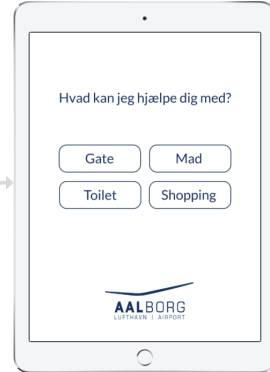 Hvad kan jeg hjælpe dig med?
Gate
Mad
Toilet
Shopping
AALBORG
LUFTHAVN | AIRPORT